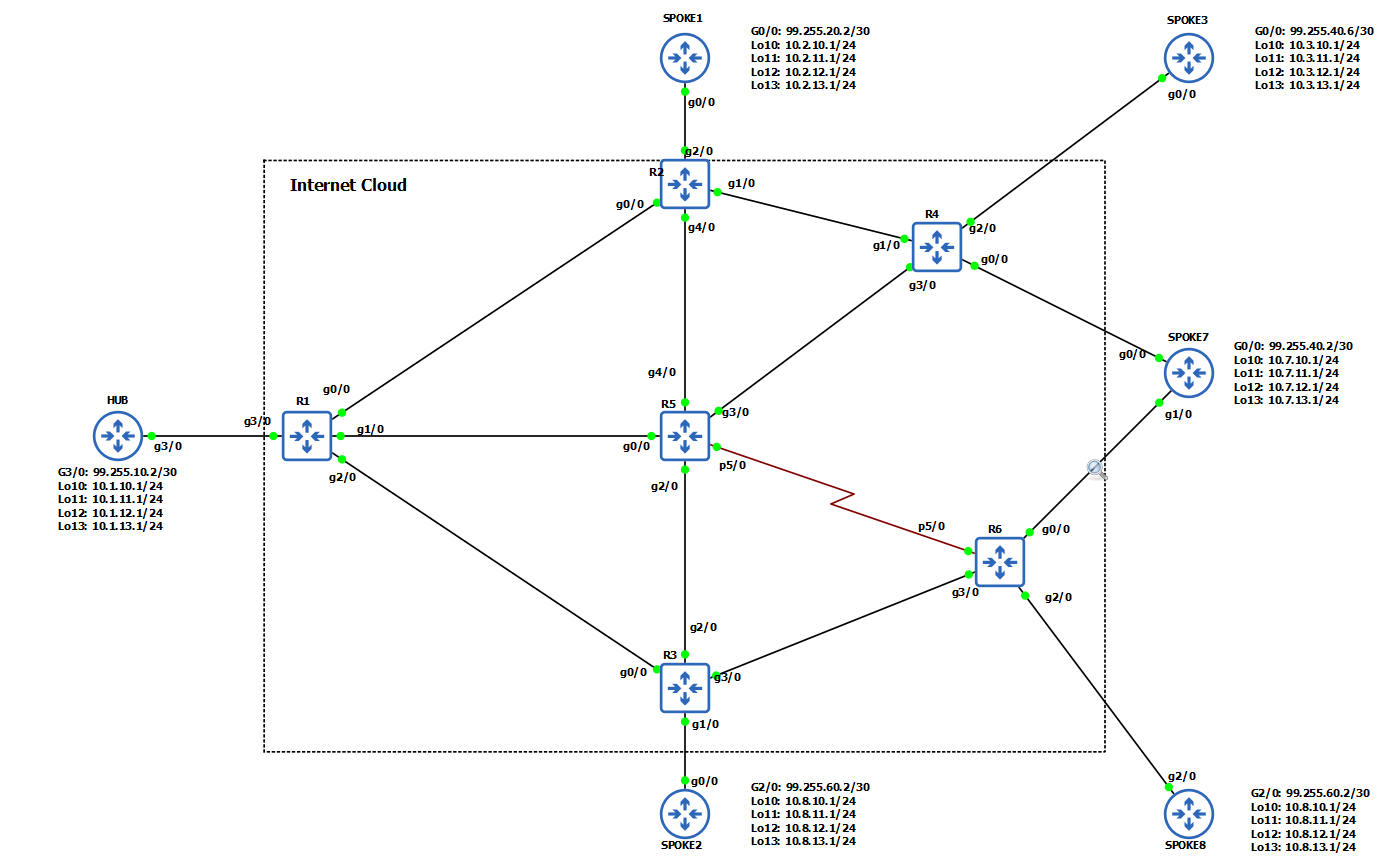 SPOKE1
G0/0: 99.255.20.2/30
Lo10: 10.2.10.1/24
Lo11: 10.2.11.1/24
Lo12: 10.2.12.1/24
Lo13: 10.2.13.1/24
g0/0
SPOKE3
G0/0: 99.255.40.6/30
Lo10: 10.3.10.1/24
Lo11: 10.3.11.1/24
Lo12: 10.3.12.1/24
Lo13: 10.3.13.1/24
g0/0
Internet Cloud
g2/0
R2
g1/0
g0/0
g4/0
R4
g2/0
g1/0
g0/0
g3/0
SPOKE7
G0/0: 99.255.40.2/30
Lo10: 10.7.10.1/24
Lo11: 10.7.11.1/24
Lo12: 10.7.12.1/24
Lo13: 10.7.13.1/24
g0/0
g1/0
HUB
g3/0
G3/0: 99.255.10.2/30
Lo10: 10.1.10.1/24
Lo11: 10.1.11.1/24
Lo12: 10.1.12.1/24
Lo13: 10.1.13.1/24
g0/0
R1
g3/0
g1/0
g2/0
g4/0
R5
g3/0
g0/0
p5/0
g2/0
p5/0
R6
g0/0
g3/0
g2/0
g2/0
R3
g0/0
g3/0
g1/0
g0/0
G2/0: 99.255.60.2/30
Lo10: 10.8.10.1/24
Lo11: 10.8.11.1/24
Lo12: 10.8.12.1/24
Lo13: 10.8.13.1/24
SPOKE2
g2/0
G2/0: 99.255.60.2/30
Lo10: 10.8.10.1/24
Lo11: 10.8.11.1/24
Lo12: 10.8.12.1/24
Lo13: 10.8.13.1/24
SPOKE8